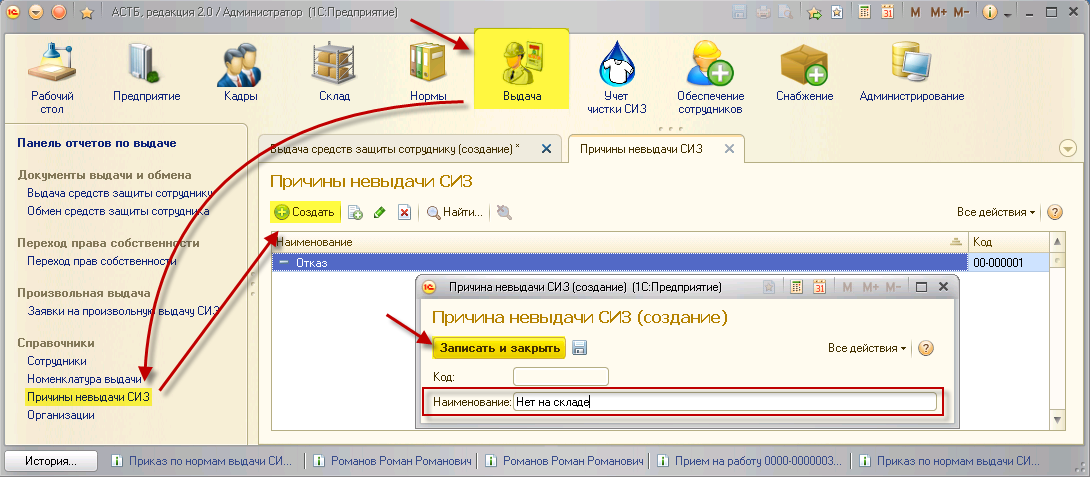 АСТБ, редакция 2.0 / Администратор (1С:Предприятие)
M M+ M-
Рабочий стол
Предприятие
Кадры
Склад
Нормы
Выдача
Учет чистки СИЗ
Обеспечение сотрудников
Снабжение
Администрирование
Панель отчетов по выдаче
Документы выдачи и обмена
Выдача средств защиты сотруднику
Обмен средств защиты сотрудника
Переход права собственности
Переход прав собственности
Произвольная выдача
Заявки на произвольную выдачу СИЗ
Справочники
Сотрудники
Номенклатура выдачи
Причины невыдачи СИЗ
Организации
Выдача средств защиты сотруднику (создание) *
Причины невыдачи СИЗ
Причины невыдачи СИЗ
Создать
Найти...
Все действия
Наименование
Код
Отказ
00-000001
Причина невыдачи СИЗ (создание) (1С:Предприятие)
M M+ M-
Причина невыдачи СИЗ (создание)
Записать и закрыть
Все действия
Код:
Наименование: Нет на складе
История...
Приказ по нормам выдачи СИ...
Романов Роман Романович
Романов Роман Романович
Прием на работу 0000-0000003...
Приказ по нормам выдачи СИ...